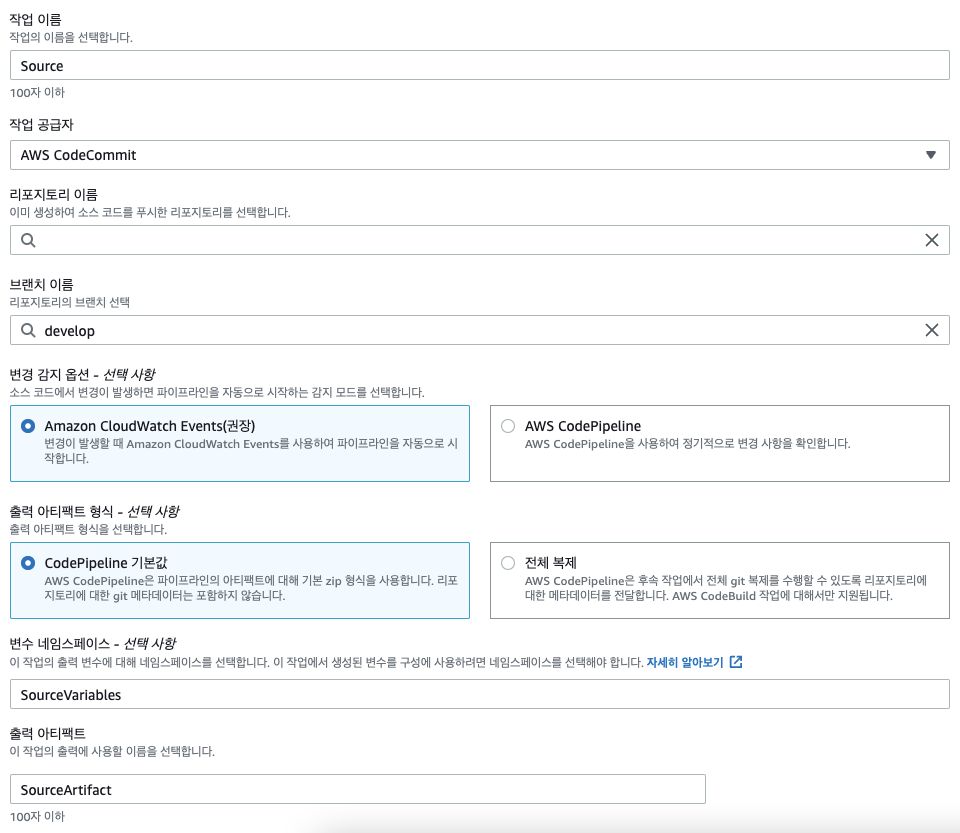 작업 이름
작업의 이름을 선택합니다.
Source
100자 이하
작업 공급자
AWS CodeCommit
리포지토리 이름
이미 생성하여 소스 코드를 푸시한 리포지토리를 선택합니다.
브랜치 이름
리포지토리의 브랜치 선택
develop
변경 감지 옵션 - 선택 사항
소스 코드에서 변경이 발생하면 파이프라인을 자동으로 시작하는 감지 모드를 선택합니다.
Amazon CloudWatch Events(권장)
변경이 발생할 때 Amazon CloudWatch Events를 사용하여 파이프라인을 자동으로 시
작합니다.
AWS CodePipeline
AWS CodePipeline을 사용하여 정기적으로 변경 사항을 확인합니다.
출력 아티팩트 형식 - 선택 사항
출력 아티팩트 형식을 선택합니다.
CodePipeline 기본값
AWS CodePipeline은 파이프라인의 아티팩트에 대해 기본 zip 형식을 사용합니다. 리포
지토리에 대한 git 메타데이터는 포함하지 않습니다.
전체 복제
AWS CodePipeline은 후속 작업에서 전체 git 복제를 수행할 수 있도록 리포지토리에
대한 메타데이터를 전달합니다. AWS CodeBuild 작업에 대해서만 지원됩니다.
변수 네임스페이스 - 선택 사항
이 작업의 출력 변수에 대해 네임스페이스를 선택합니다. 이 작업에서 생성된 변수를 구성에 사용하려면 네임스페이스를 선택해야 합니다. 자세히 알아보기
SourceVariables
출력 아티팩트
이 작업의 출력에 사용할 이름을 선택합니다.
SourceArtifact
100자 이하